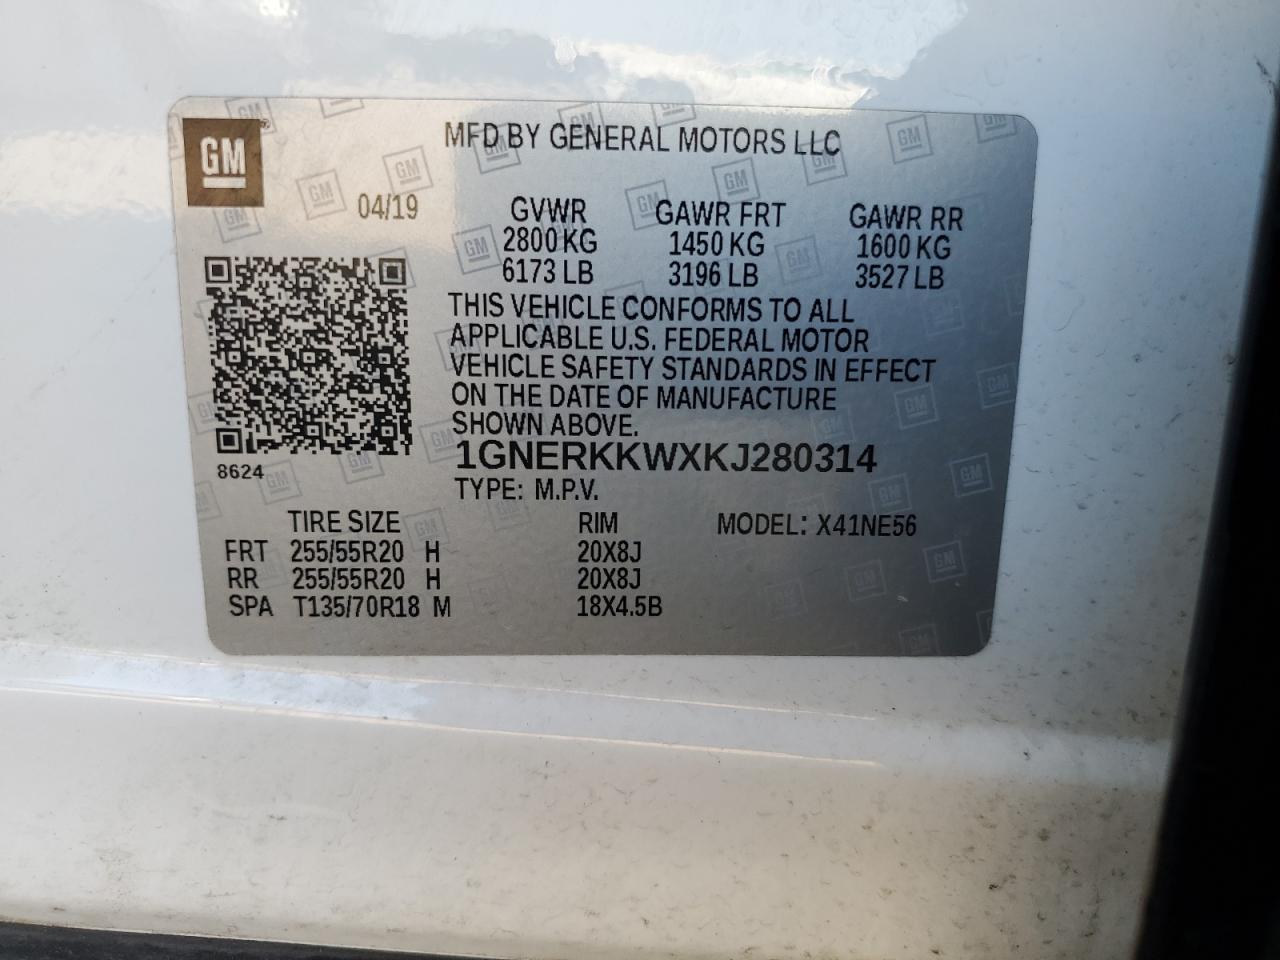 GM
MFD BY GENERAL MOTORS LLC
04/19
GVWR GAWR FRT GAWR RR
2800 KG 1450 KG 1600 KG
6173 LB 3196 LB 3527 LB
THIS VEHICLE CONFORMS TO ALL
APPLICABLE U.S. FEDERAL MOTOR
VEHICLE SAFETY STANDARDS IN EFFECT
ON THE DATE OF MANUFACTURE
SHOWN ABOVE.
8624
1GNERKKWXKJ280314
TYPE: M.P.V.
TIRE SIZE RIM MODEL: X41NE56
FRT 255/55R20 H 20X8J
RR 255/55R20 H 20X8J
SPA T135/70R18 M 18X4.5B